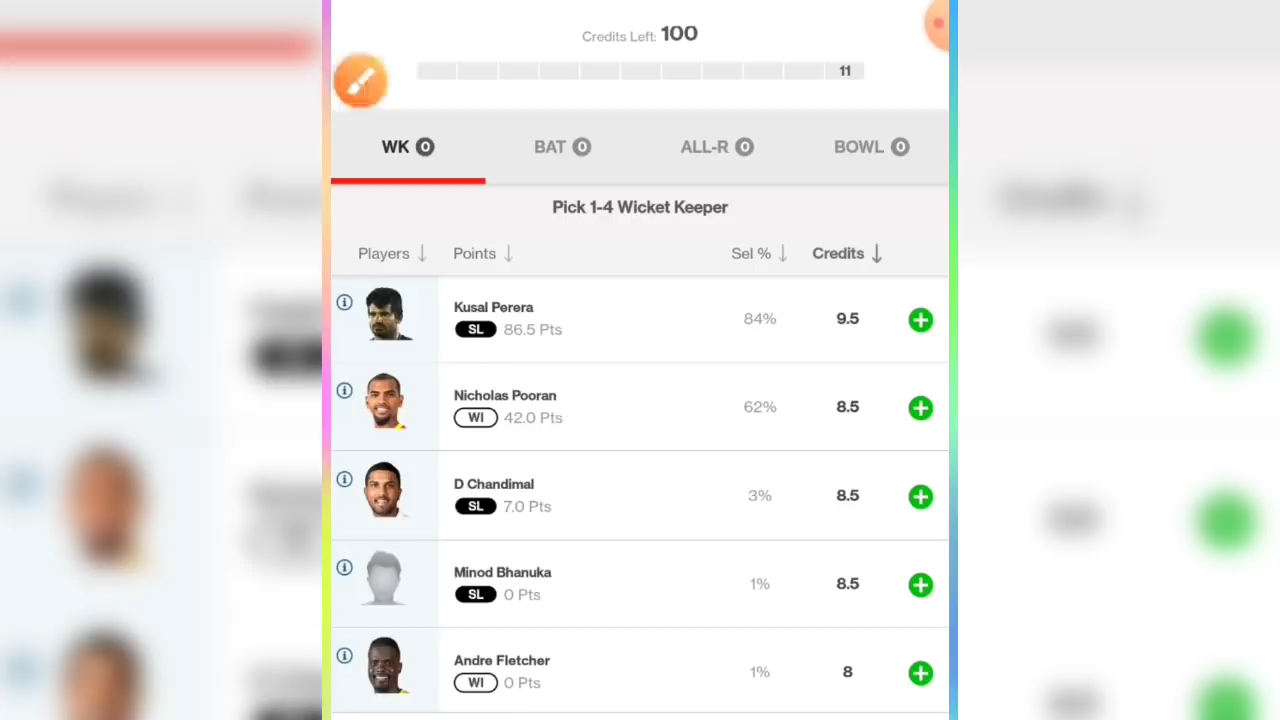 Credits Left: 100
11
WK 0 BAT 0 ALL-R 0 BOWL 0
Pick 1-4 Wicket Keeper
Players ↓ Points ↓ Sel % ↓ Credits ↓
Kusal Perera
SL 86.5 Pts 84% 9.5
Nicholas Pooran
WI 42.0 Pts 62% 8.5
D Chandimal
SL 7.0 Pts 3% 8.5
Minod Bhanuka
SL 0 Pts 1% 8.5
Andre Fletcher
WI 0 Pts 1% 8